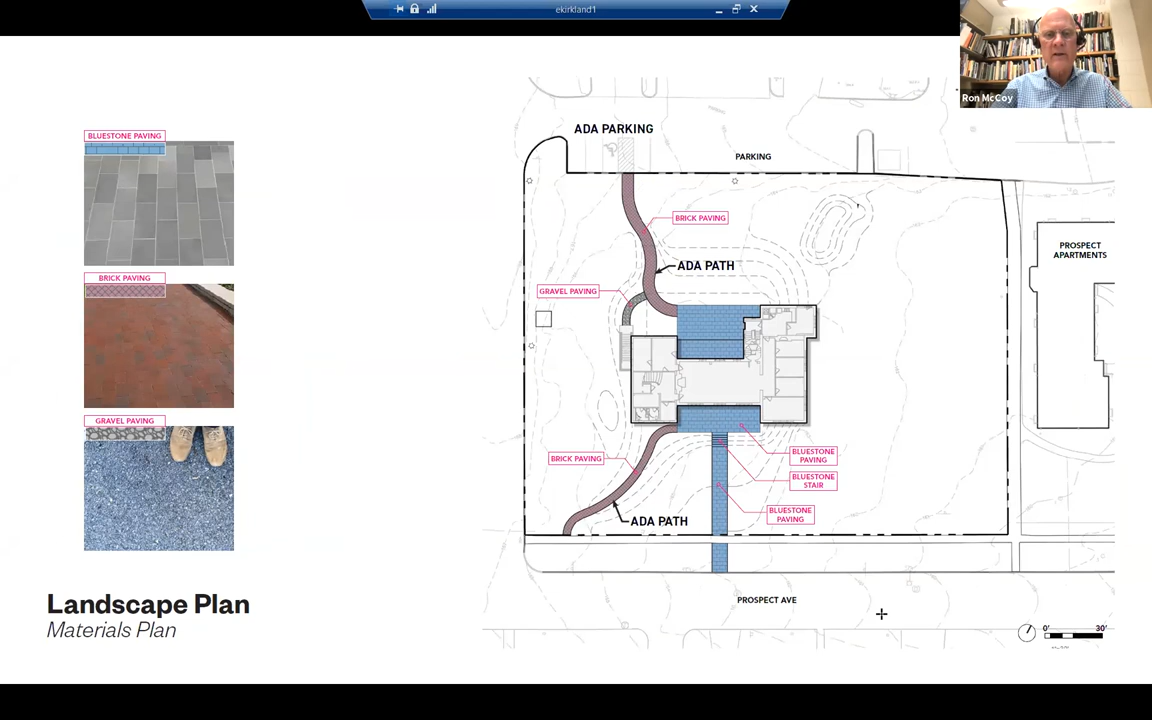 ekirkland1
Ron McCoy
BLUESTONE PAVING
BRICK PAVING
GRAVEL PAVING
Landscape Plan
Materials Plan
ADA PARKING
PARKING
BRICK PAVING
ADA PATH
GRAVEL PAVING
PROSPECT
APARTMENTS
BRICK PAVING
BLUESTONE
PAVING
BLUESTONE
STAIR
BLUESTONE
PAVING
ADA PATH
PROSPECT AVE
0' 30'